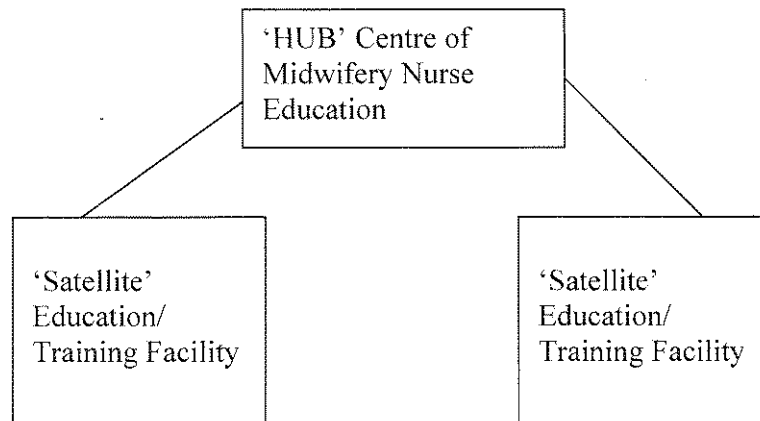 ‘HUB’ Centre of
Midwifery Nurse
Education
‘Satellite’
Education/
Training Facility
‘Satellite’
Education/
Training Facility